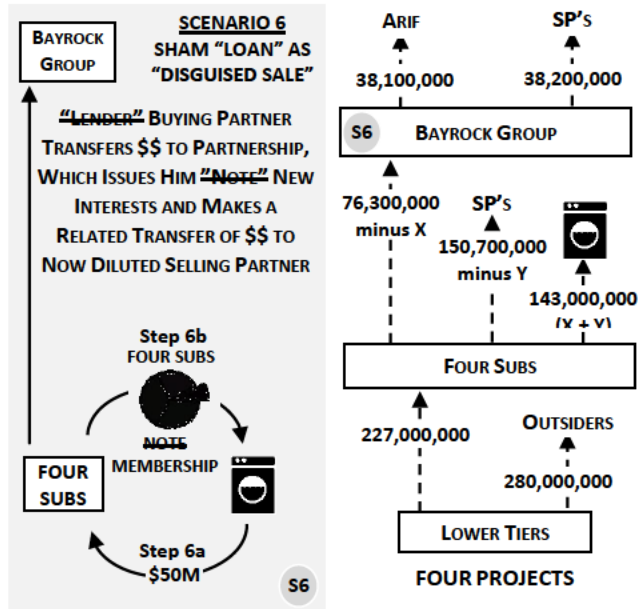 SCENARIO 6
SHAM “LOAN” AS
“DISGUISED SALE”
BAYROCK
GROUP
“LENDER” BUYING PARTNER
TRANSFERS $$ TO PARTNERSHIP,
WHICH ISSUES HIM “NOTE” NEW
INTERESTS AND MAKES A
RELATED TRANSFER OF $$ TO
NOW DILUTED SELLING PARTNER
Step 6b
FOUR SUBS
NOTE
MEMBERSHIP
FOUR
SUBS
Step 6a
$50M
S6
ARIF
SP’S
38,100,000
38,200,000
S6
BAYROCK GROUP
76,300,000
minus X
SP’S
150,700,000
minus Y
143,000,000
(X + Y)
FOUR SUBS
227,000,000
OUTSIDERS
280,000,000
LOWER TIERS
FOUR PROJECTS